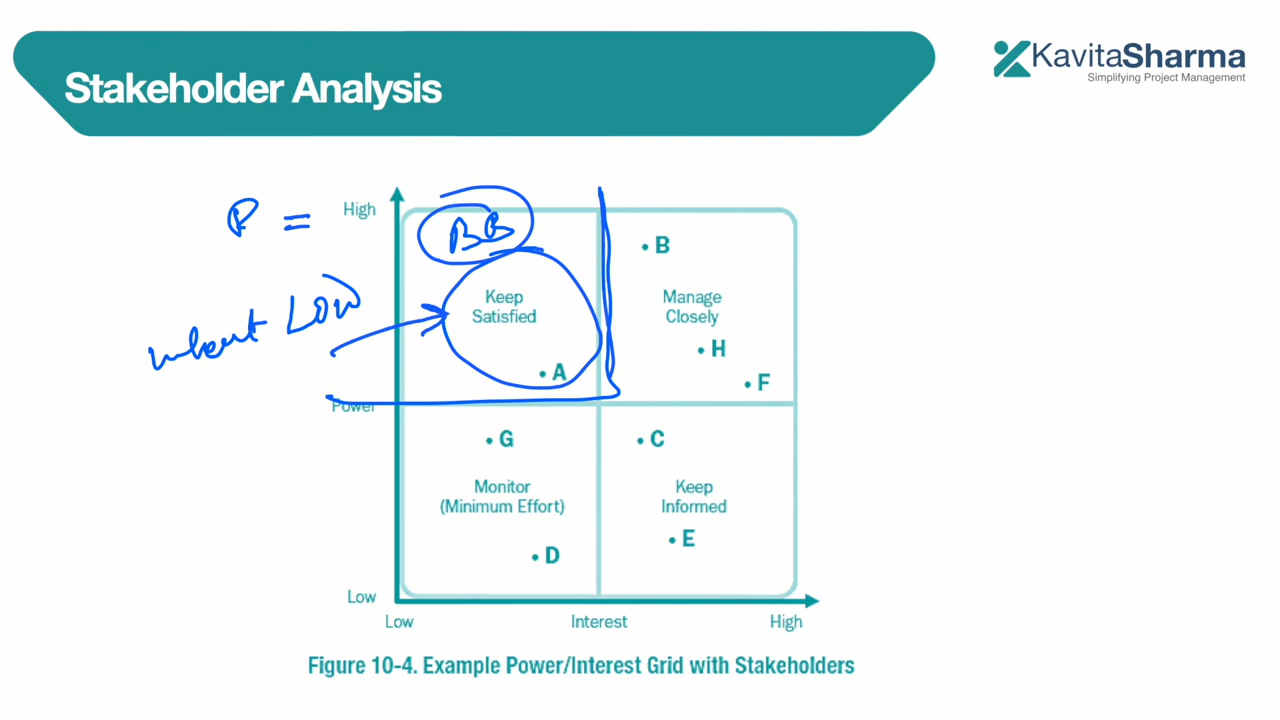 Stakeholder Analysis
KavitaSharma
Simplifying Project Management
P =
High
BB
• B
Keep
Satisfied
Manage
Closely
Low
• H
• A
• F
Power
• G
• C
Monitor
(Minimum Effort)
Keep
Informed
• E
• D
Low
Low
Interest
High
Figure 10-4. Example Power/Interest Grid with Stakeholders